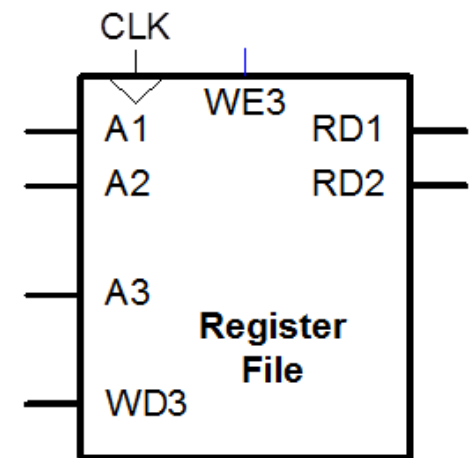 CLK
WE3
A1
RD1
A2
RD2
A3
Register
File
WD3